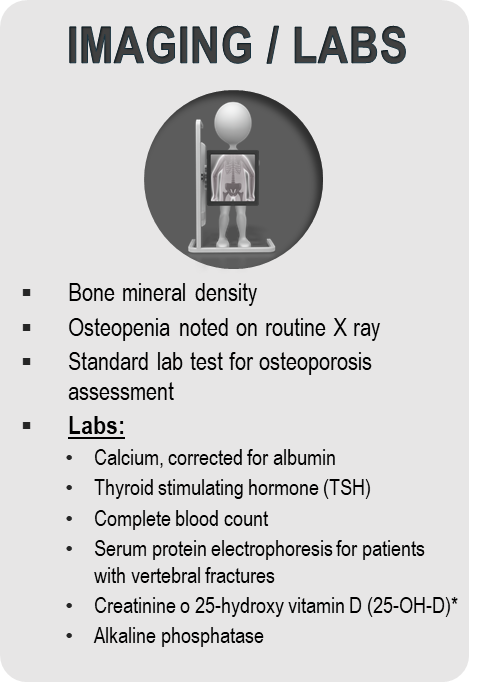 IMAGING / LABS
▪ Bone mineral density
▪ Osteopenia noted on routine X ray
▪ Standard lab test for osteoporosis
assessment
▪ Labs:
• Calcium, corrected for albumin
• Thyroid stimulating hormone (TSH)
• Complete blood count
• Serum protein electrophoresis for patients
with vertebral fractures
• Creatinine o 25-hydroxy vitamin D (25-OH-D)*
• Alkaline phosphatase